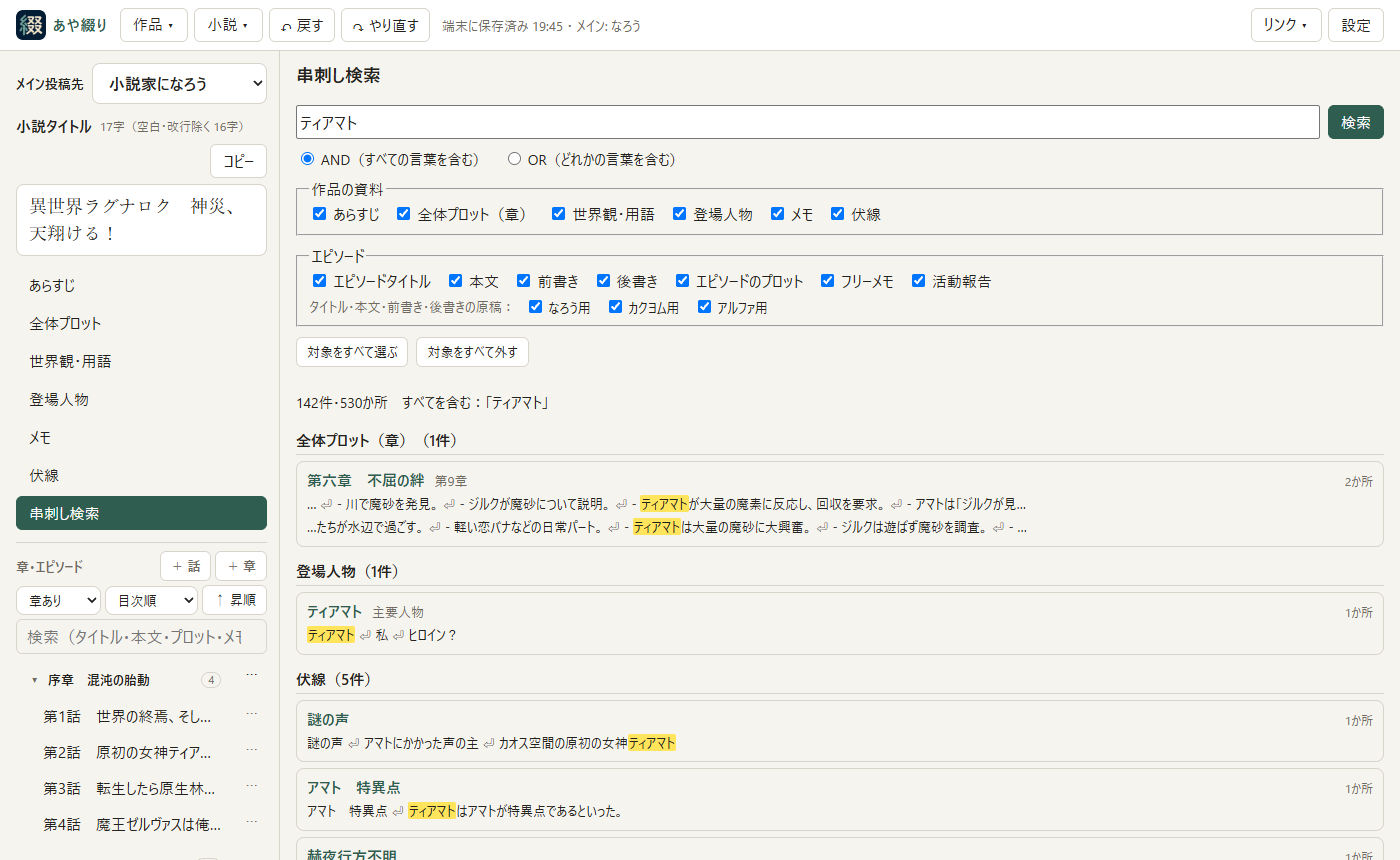 綴 あや綴り 作品▾ 小説▾ ↶ 戻す ↷ やり直す 端末に保存済み 19:45・メイン: なろう リンク▾ 設定
メイン投稿先 小説家になろう
小説タイトル 17字（空白・改行除く16字）
コピー
異世界ラグナロク　神災、
天翔ける！
あらすじ
全体プロット
世界観・用語
登場人物
メモ
伏線
串刺し検索
章・エピソード ＋ 話 ＋ 章
章あり 目次順 ↑ 昇順
検索（タイトル・本文・プロット・メモ
▾ 序章　混沌の胎動 4 …
第1話　世界の終焉、そし… …
第2話　原初の女神ティア… …
第3話　転生したら原生林… …
第4話　魔王ゼルヴァスは俺… …
串刺し検索
ティアマト 検索
AND（すべての言葉を含む） OR（どれかの言葉を含む）
作品の資料
あらすじ 全体プロット（章） 世界観・用語 登場人物 メモ 伏線
エピソード
エピソードタイトル 本文 前書き 後書き エピソードのプロット フリーメモ 活動報告
タイトル・本文・前書き・後書きの原稿： なろう用 カクヨム用 アルファ用
対象をすべて選ぶ 対象をすべて外す
142件・530か所　すべてを含む：「ティアマト」
全体プロット（章）（1件）
第六章　不屈の絆 第9章 2か所
… ⏎ - 川で魔砂を発見。 ⏎ - ジルクが魔砂について説明。 ⏎ - ティアマトが大量の魔素に反応し、回収を要求。 ⏎ - アマトは「ジルクが見…
…たちが水辺で過ごす。 ⏎ - 軽い恋バナなどの日常パート。 ⏎ - ティアマトは大量の魔砂に大興奮。 ⏎ - ジルクは遊ばず魔砂を調査。 ⏎ - …
登場人物（1件）
ティアマト 主要人物 1か所
ティアマト ⏎ 私 ⏎ ヒロイン？
伏線（5件）
謎の声 1か所
謎の声 ⏎ アマトにかかった声の主 ⏎ カオス空間の原初の女神ティアマト
アマト　特異点 1か所
アマト　特異点 ⏎ ティアマトはアマトが特異点であるといった。
赫夜行方不明 1か所